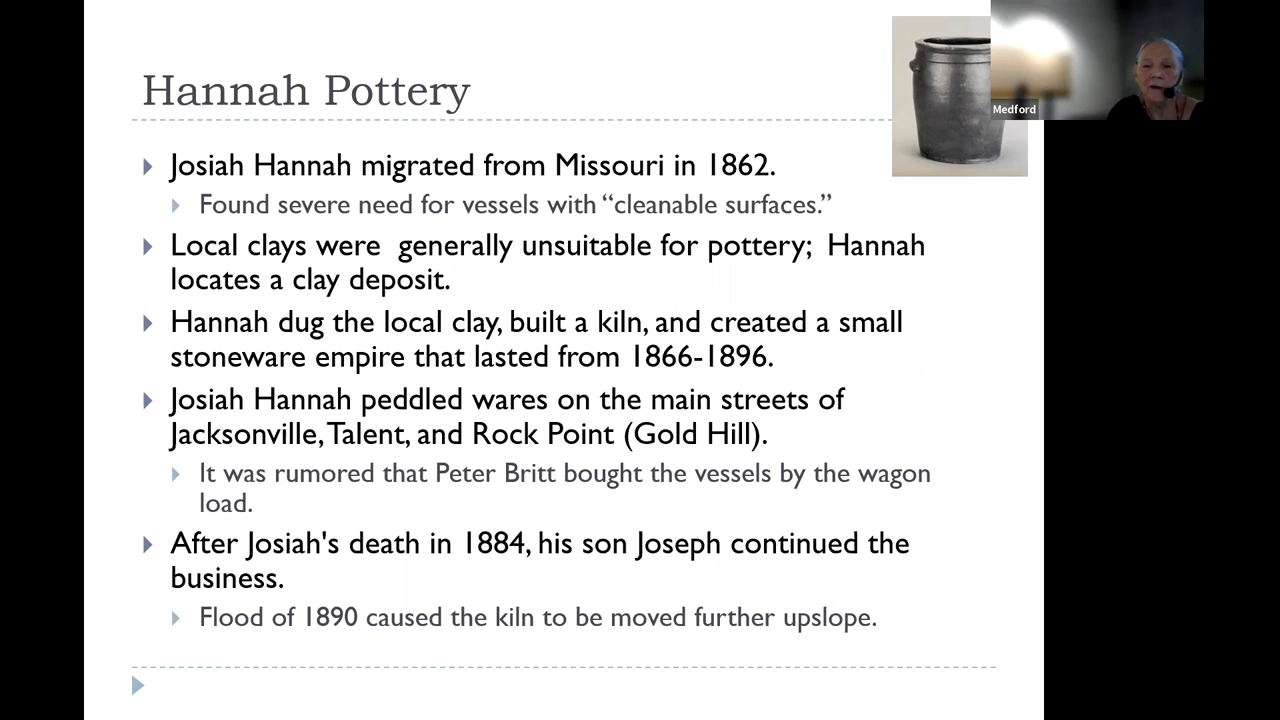 Hannah Pottery
Medford
Josiah Hannah migrated from Missouri in 1862.
Found severe need for vessels with “cleanable surfaces.”
Local clays were  generally unsuitable for pottery;  Hannah
locates a clay deposit.
Hannah dug the local clay, built a kiln, and created a small
stoneware empire that lasted from 1866-1896.
Josiah Hannah peddled wares on the main streets of
Jacksonville, Talent, and Rock Point (Gold Hill).
It was rumored that Peter Britt bought the vessels by the wagon
load.
After Josiah's death in 1884, his son Joseph continued the
business.
Flood of 1890 caused the kiln to be moved further upslope.